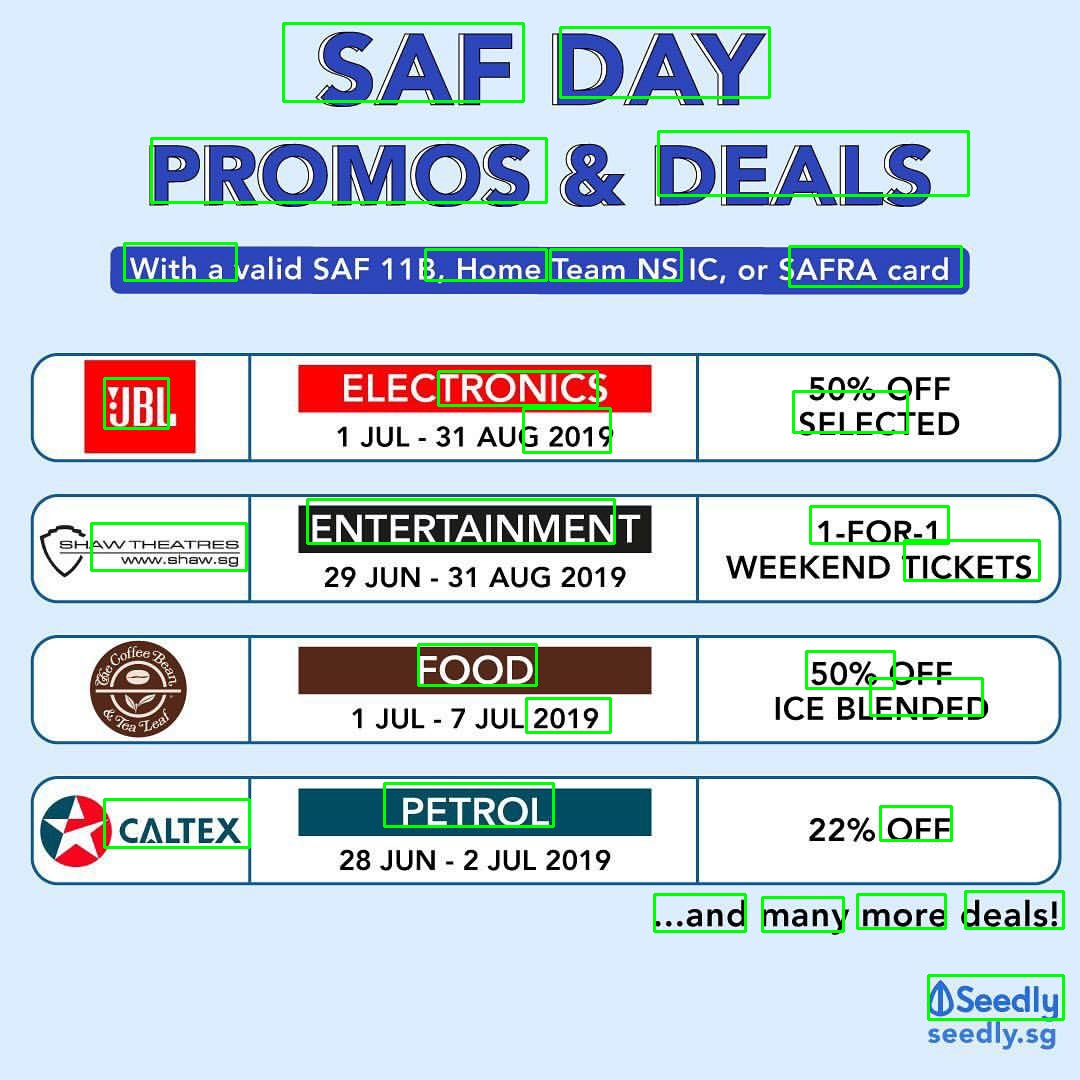 SAF DAY
PROMOS & DEALS
With a valid SAF 11B, Home Team NS IC, or SAFRA card
JBL
ELECTRONICS
1 JUL - 31 AUG 2019
50% OFF
SELECTED
SHAW THEATRES
www.shaw.sg
ENTERTAINMENT
29 JUN - 31 AUG 2019
1-FOR-1
WEEKEND TICKETS
The Coffee Bean
& Tea Leaf
FOOD
1 JUL - 7 JUL 2019
50% OFF
ICE BLENDED
CALTEX
PETROL
28 JUN - 2 JUL 2019
22% OFF
...and many more deals!
Seedly
seedly.sg